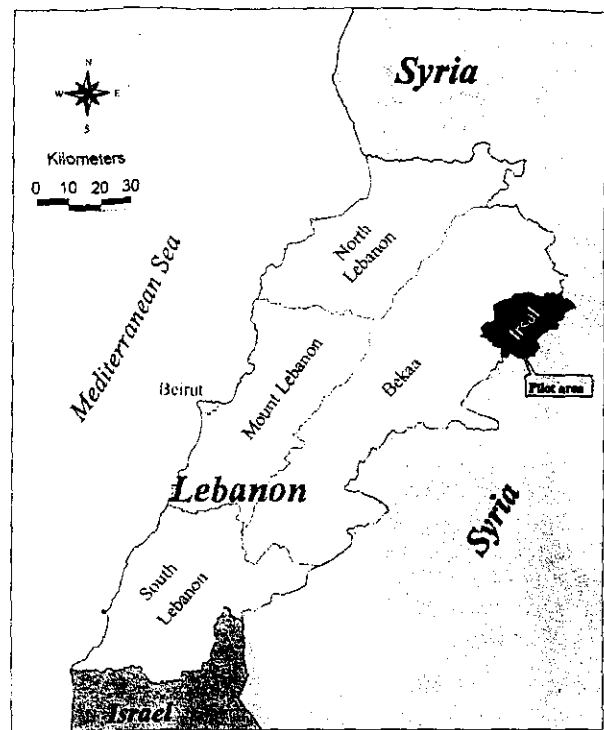 Syria
N
W
E
S
Kilometers
0 10 20 30
North
Lebanon
Mediterranean Sea
Irsal
Mount Lebanon
Bekaa
Pilot area
Beirut
Lebanon
Syria
South
Lebanon
Israel